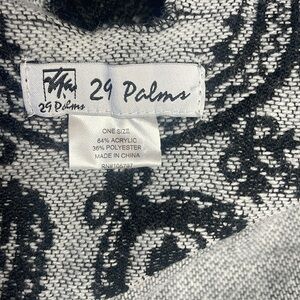 29 Palms
29 Palms
ONE SIZE
64% ACRYLIC
36% POLYESTER
MADE IN CHINA